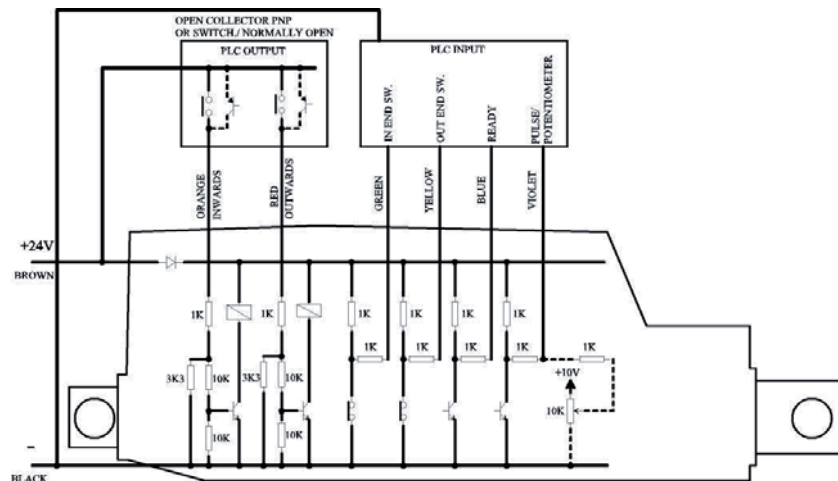 OPEN COLLECTOR PNP
OR SWITCH./ NORMALLY OPEN
PLC OUTPUT
PLC INPUT
IN END SW.
OUT END SW.
READY
PULSE/
POTENTIOMETER
ORANGE
INWARDS
RED
OUTWARDS
GREEN
YELLOW
BLUE
VIOLET
+24V
BROWN
1K
1K
1K
1K
1K
1K
1K
1K
1K
1K
1K
3K3
10K
3K3
10K
+10V
10K
10K
10K
-
BLACK